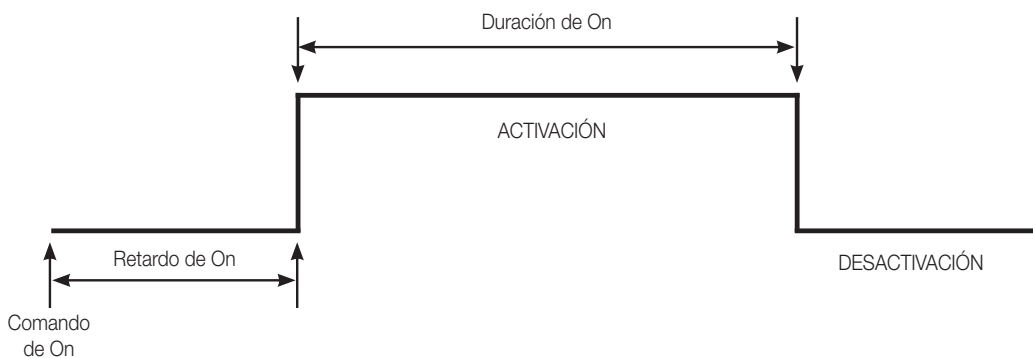 Duración de On
ACTIVACIÓN
Retardo de On
DESACTIVACIÓN
Comando
de On